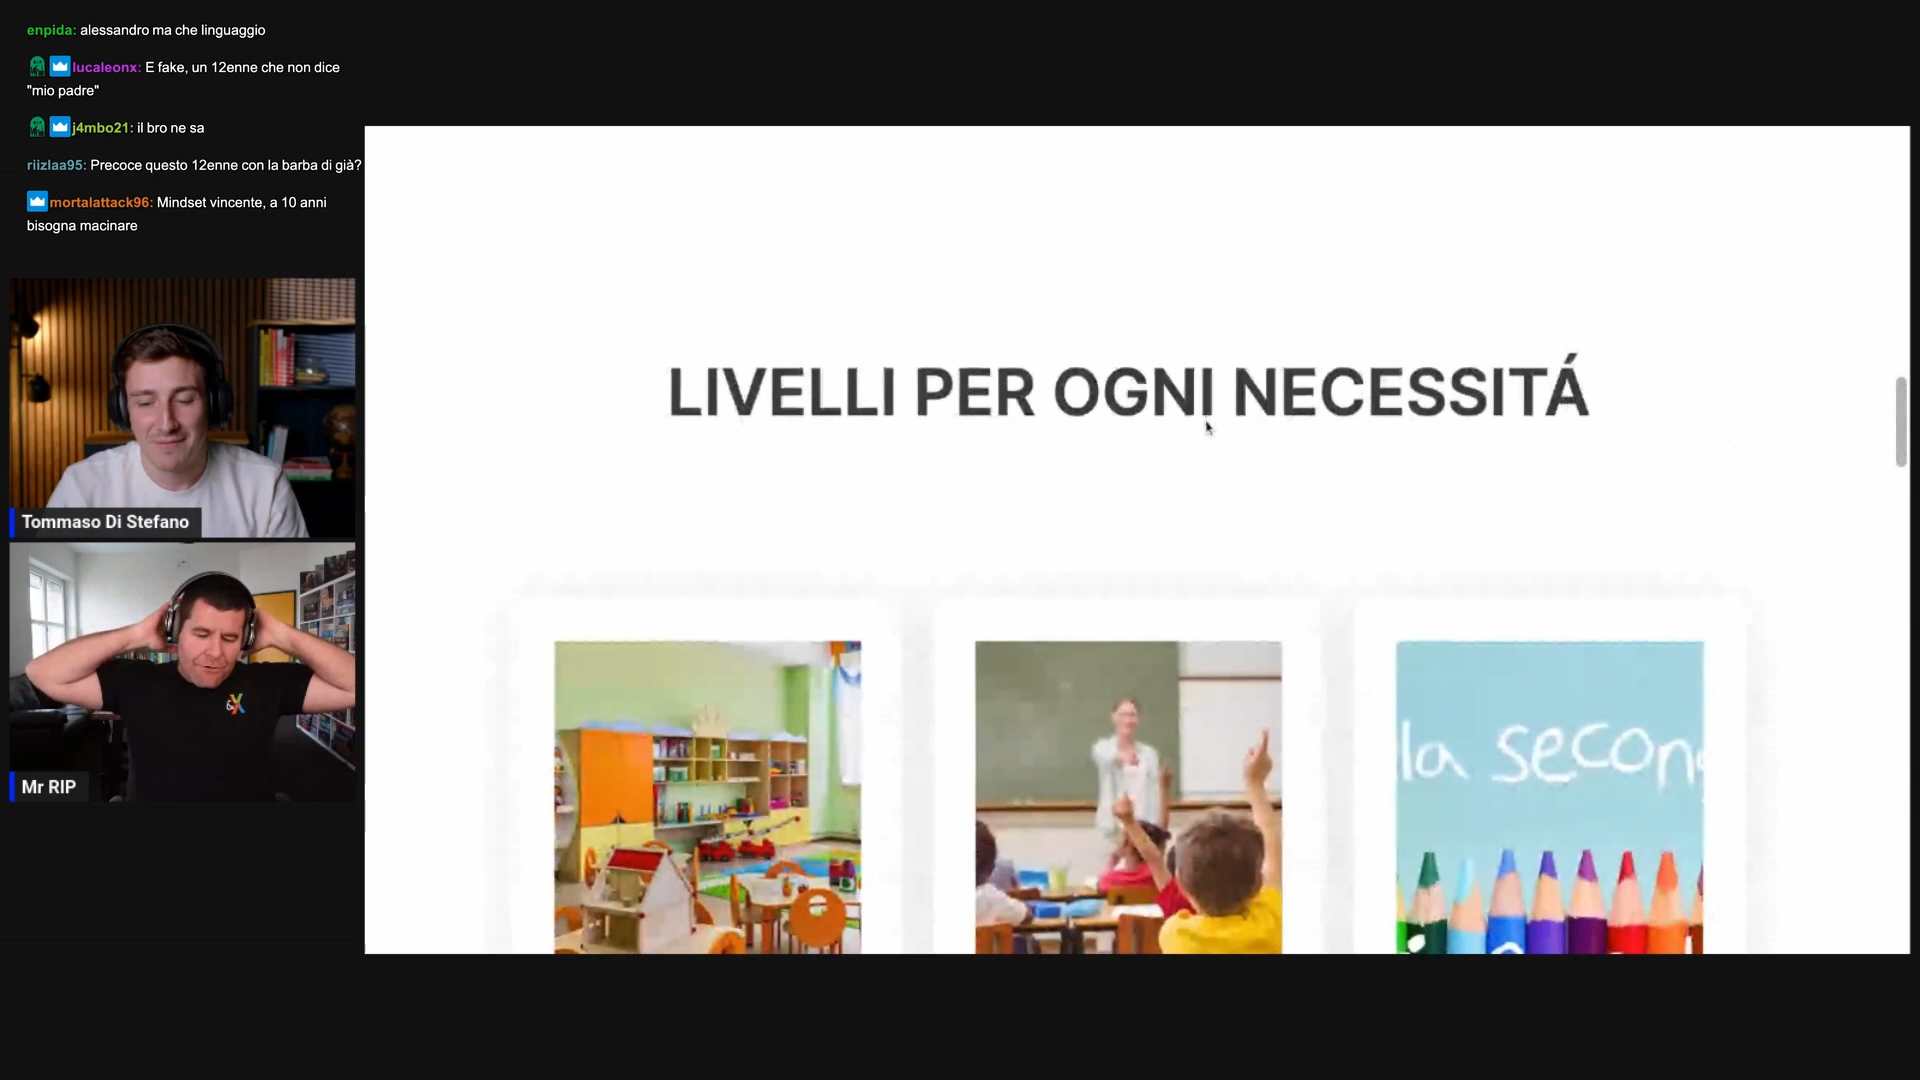 enpida: alessandro ma che linguaggio
lucaleonx: E fake, un 12enne che non dice
"mio padre"
j4mbo21: il bro ne sa
riizlaa95: Precoce questo 12enne con la barba di già?
mortalattack96: Mindset vincente, a 10 anni
bisogna macinare
Tommaso Di Stefano
Mr RIP
LIVELLI PER OGNI NECESSITÁ
la secon